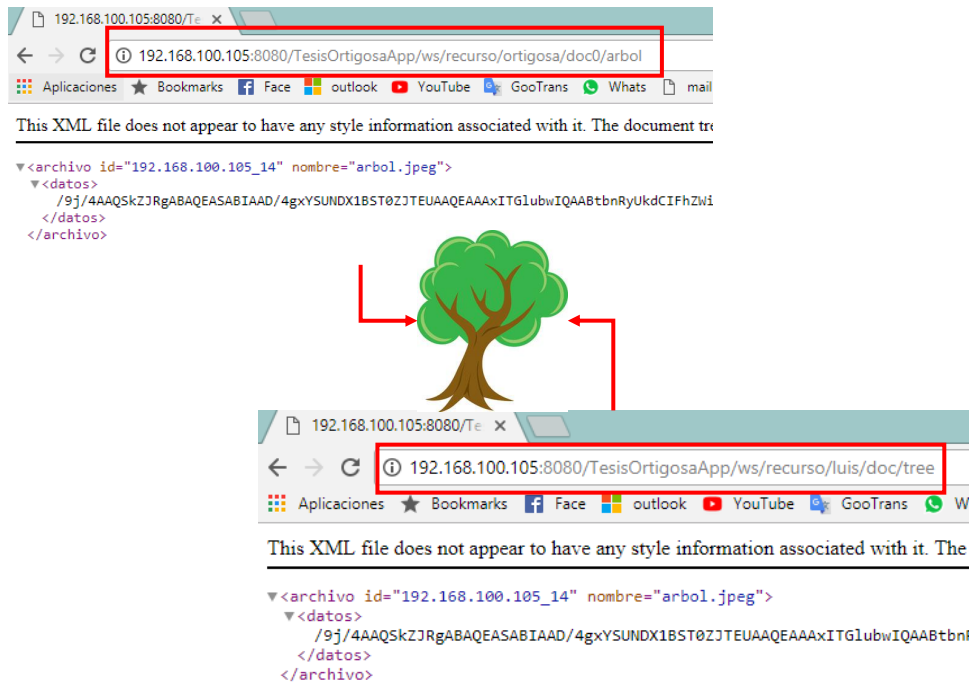 192.168.100.105:8080/Te
192.168.100.105:8080/TesisOrtigosaApp/ws/recurso/ortigosa/doc0/arbol
Aplicaciones Bookmarks Face outlook YouTube GooTrans Whats mail
This XML file does not appear to have any style information associated with it. The document tre
▼<archivo id="192.168.100.105_14" nombre="arbol.jpeg">
▼<datos>
/9j/4AAQSkZJRgABAQEASABIAAD/4gxYSUNDX1BST0ZJTEUAAQEAAAxITGlubwIQAABtbnRyUkdCIFhZWi
</datos>
</archivo>
192.168.100.105:8080/Te
192.168.100.105:8080/TesisOrtigosaApp/ws/recurso/luis/doc/tree
Aplicaciones Bookmarks Face outlook YouTube GooTrans W
This XML file does not appear to have any style information associated with it. The
▼<archivo id="192.168.100.105_14" nombre="arbol.jpeg">
▼<datos>
/9j/4AAQSkZJRgABAQEASABIAAD/4gxYSUNDX1BST0ZJTEUAAQEAAAxITGlubwIQAABtbnR
</datos>
</archivo>